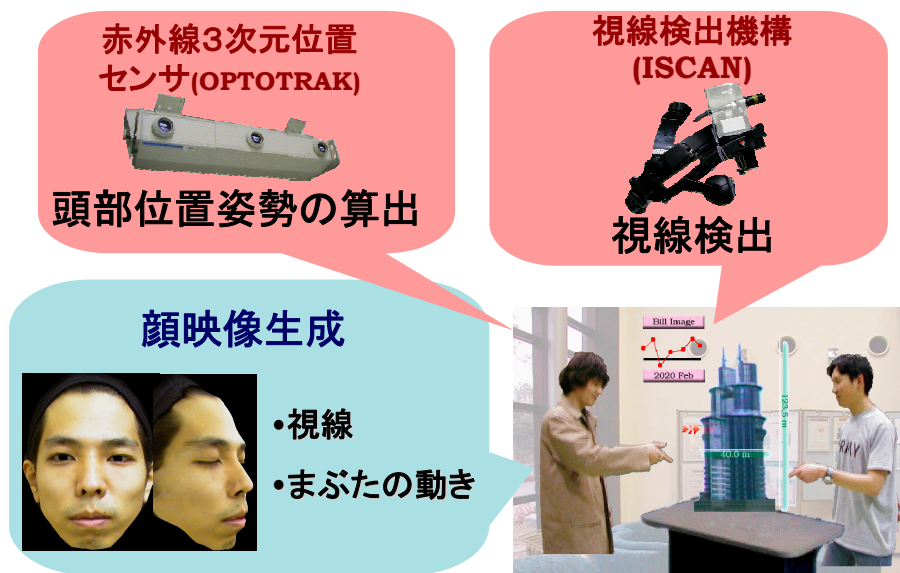 赤外線3次元位置
センサ(OPTOTRAK)
頭部位置姿勢の算出
視線検出機構
(ISCAN)
視線検出
顔映像生成
•視線
•まぶたの動き
Bill Image
2020 Feb
123.5 m
40.0 m